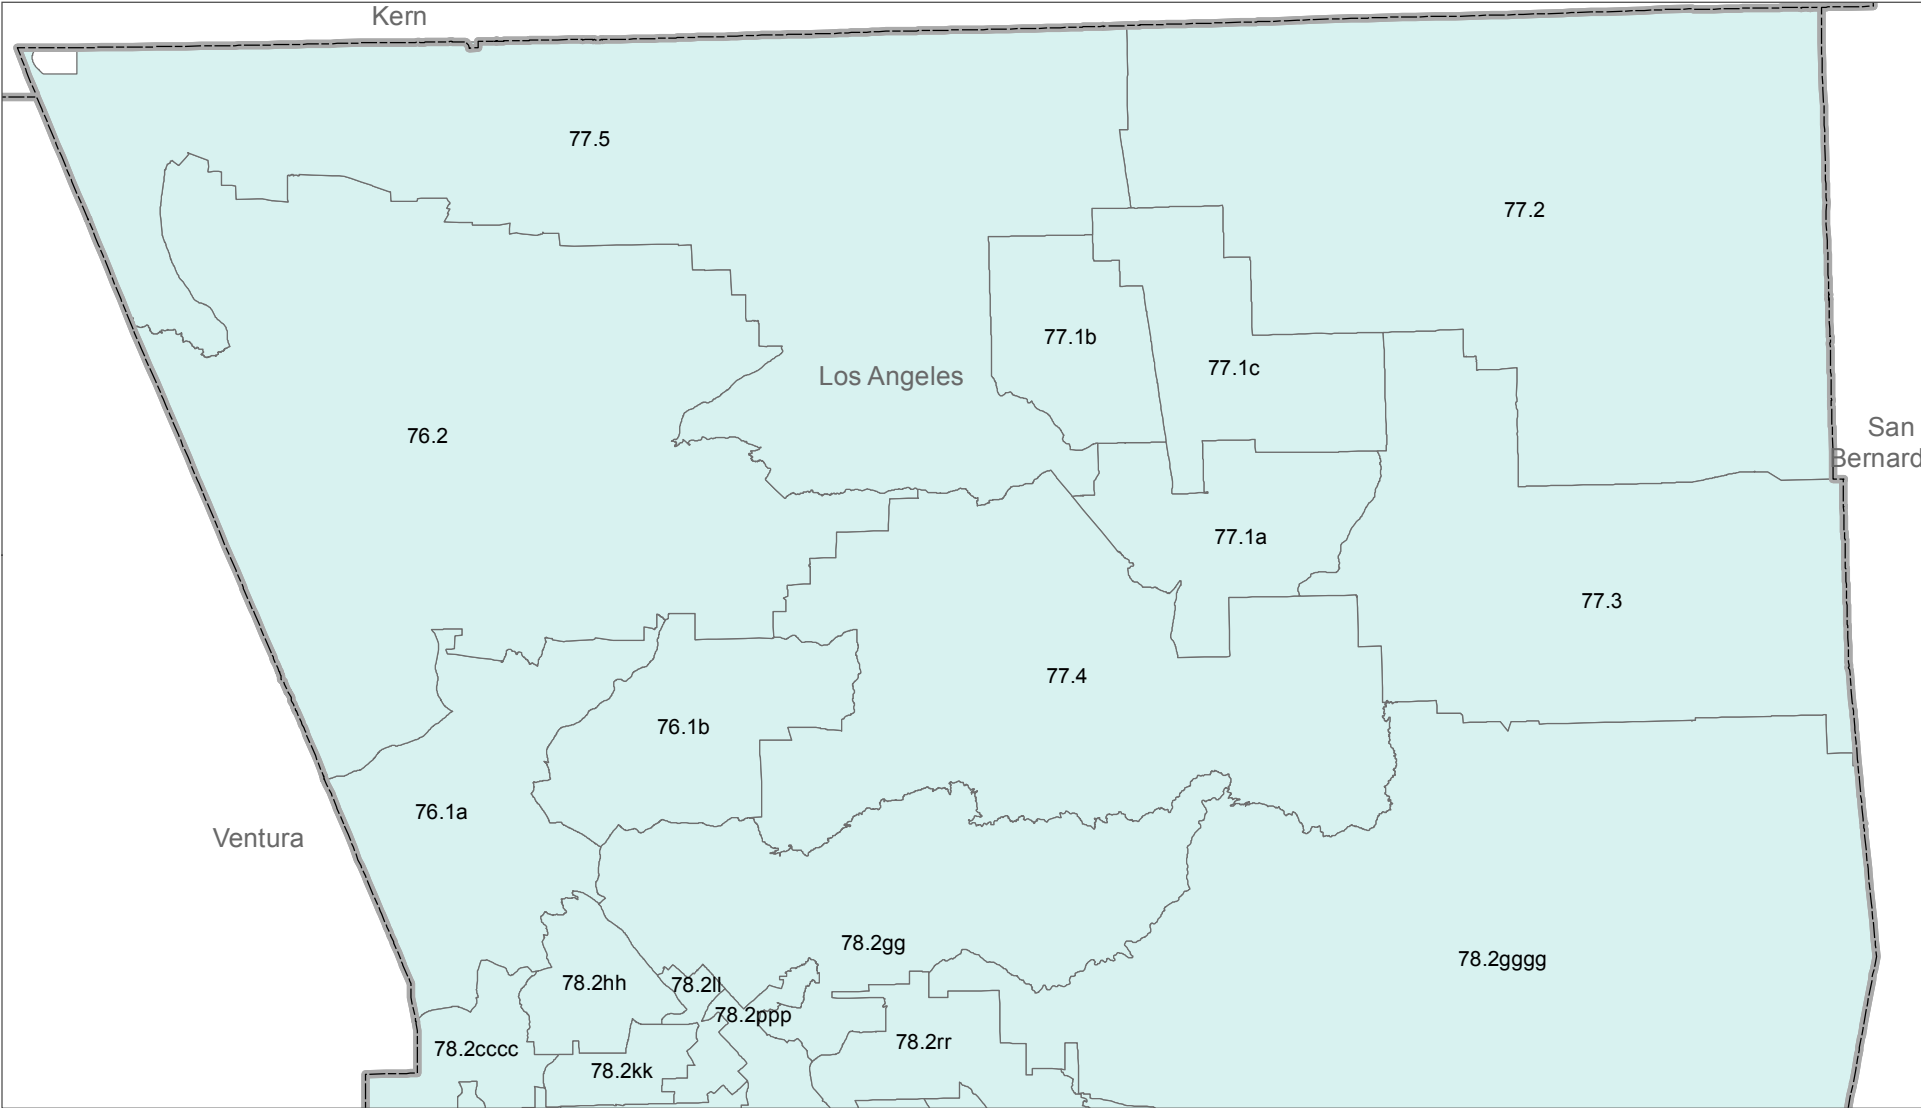 Kern
77.5
77.2
77.1b
77.1c
Los Angeles
76.2
San
Bernard
77.1a
77.3
77.4
76.1b
76.1a
Ventura
78.2gg
78.2gggg
78.2hh
78.2ll
78.2ppp
78.2rr
78.2cccc
78.2kk